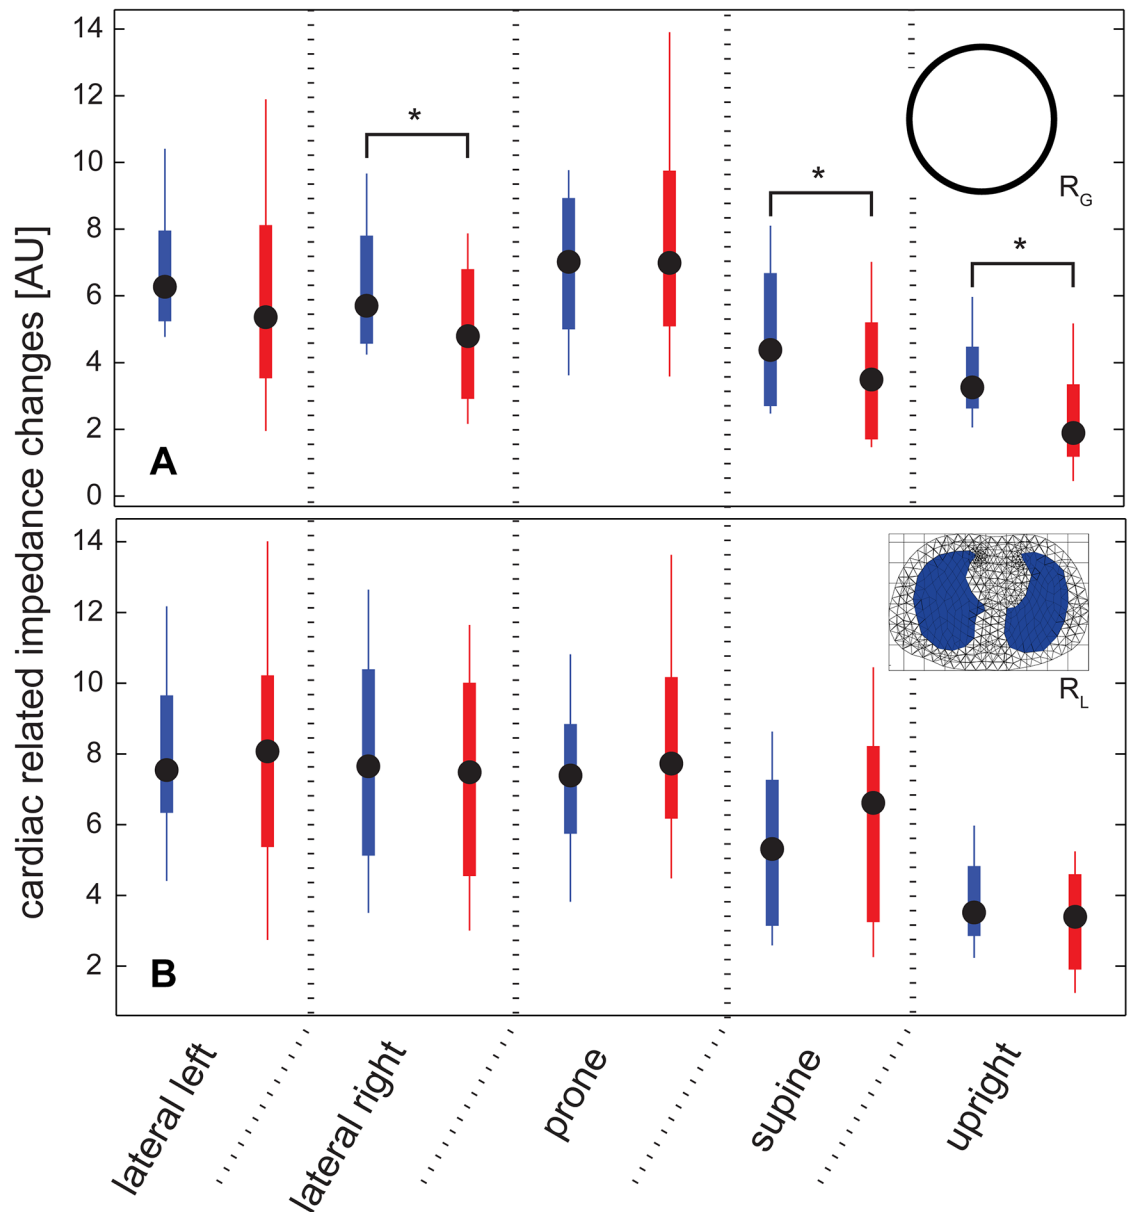 cardiac related impedance changes [AU]
14
12
10
8
6
4
2
0
*
*
*
R_G
A
14
12
10
8
6
4
2
R_L
B
lateral left
lateral right
prone
supine
upright